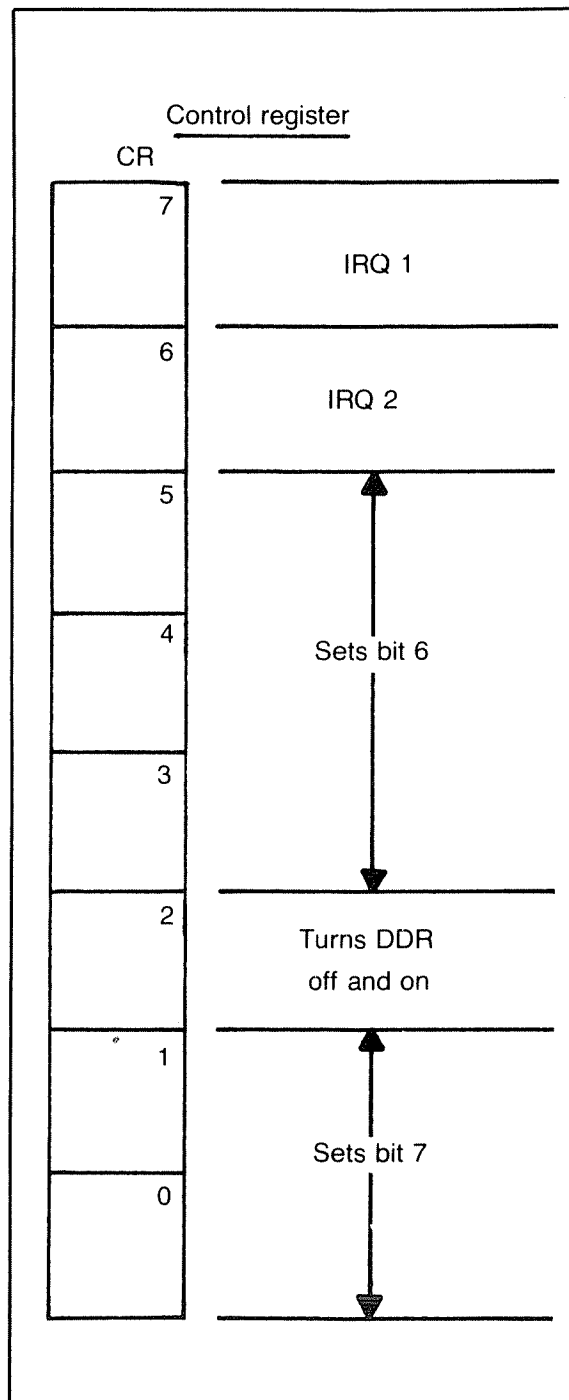 Control register
CR
7
IRQ 1
6
IRQ 2
5
4
Sets bit 6
3
2
Turns DDR
off and on
1
Sets bit 7
0